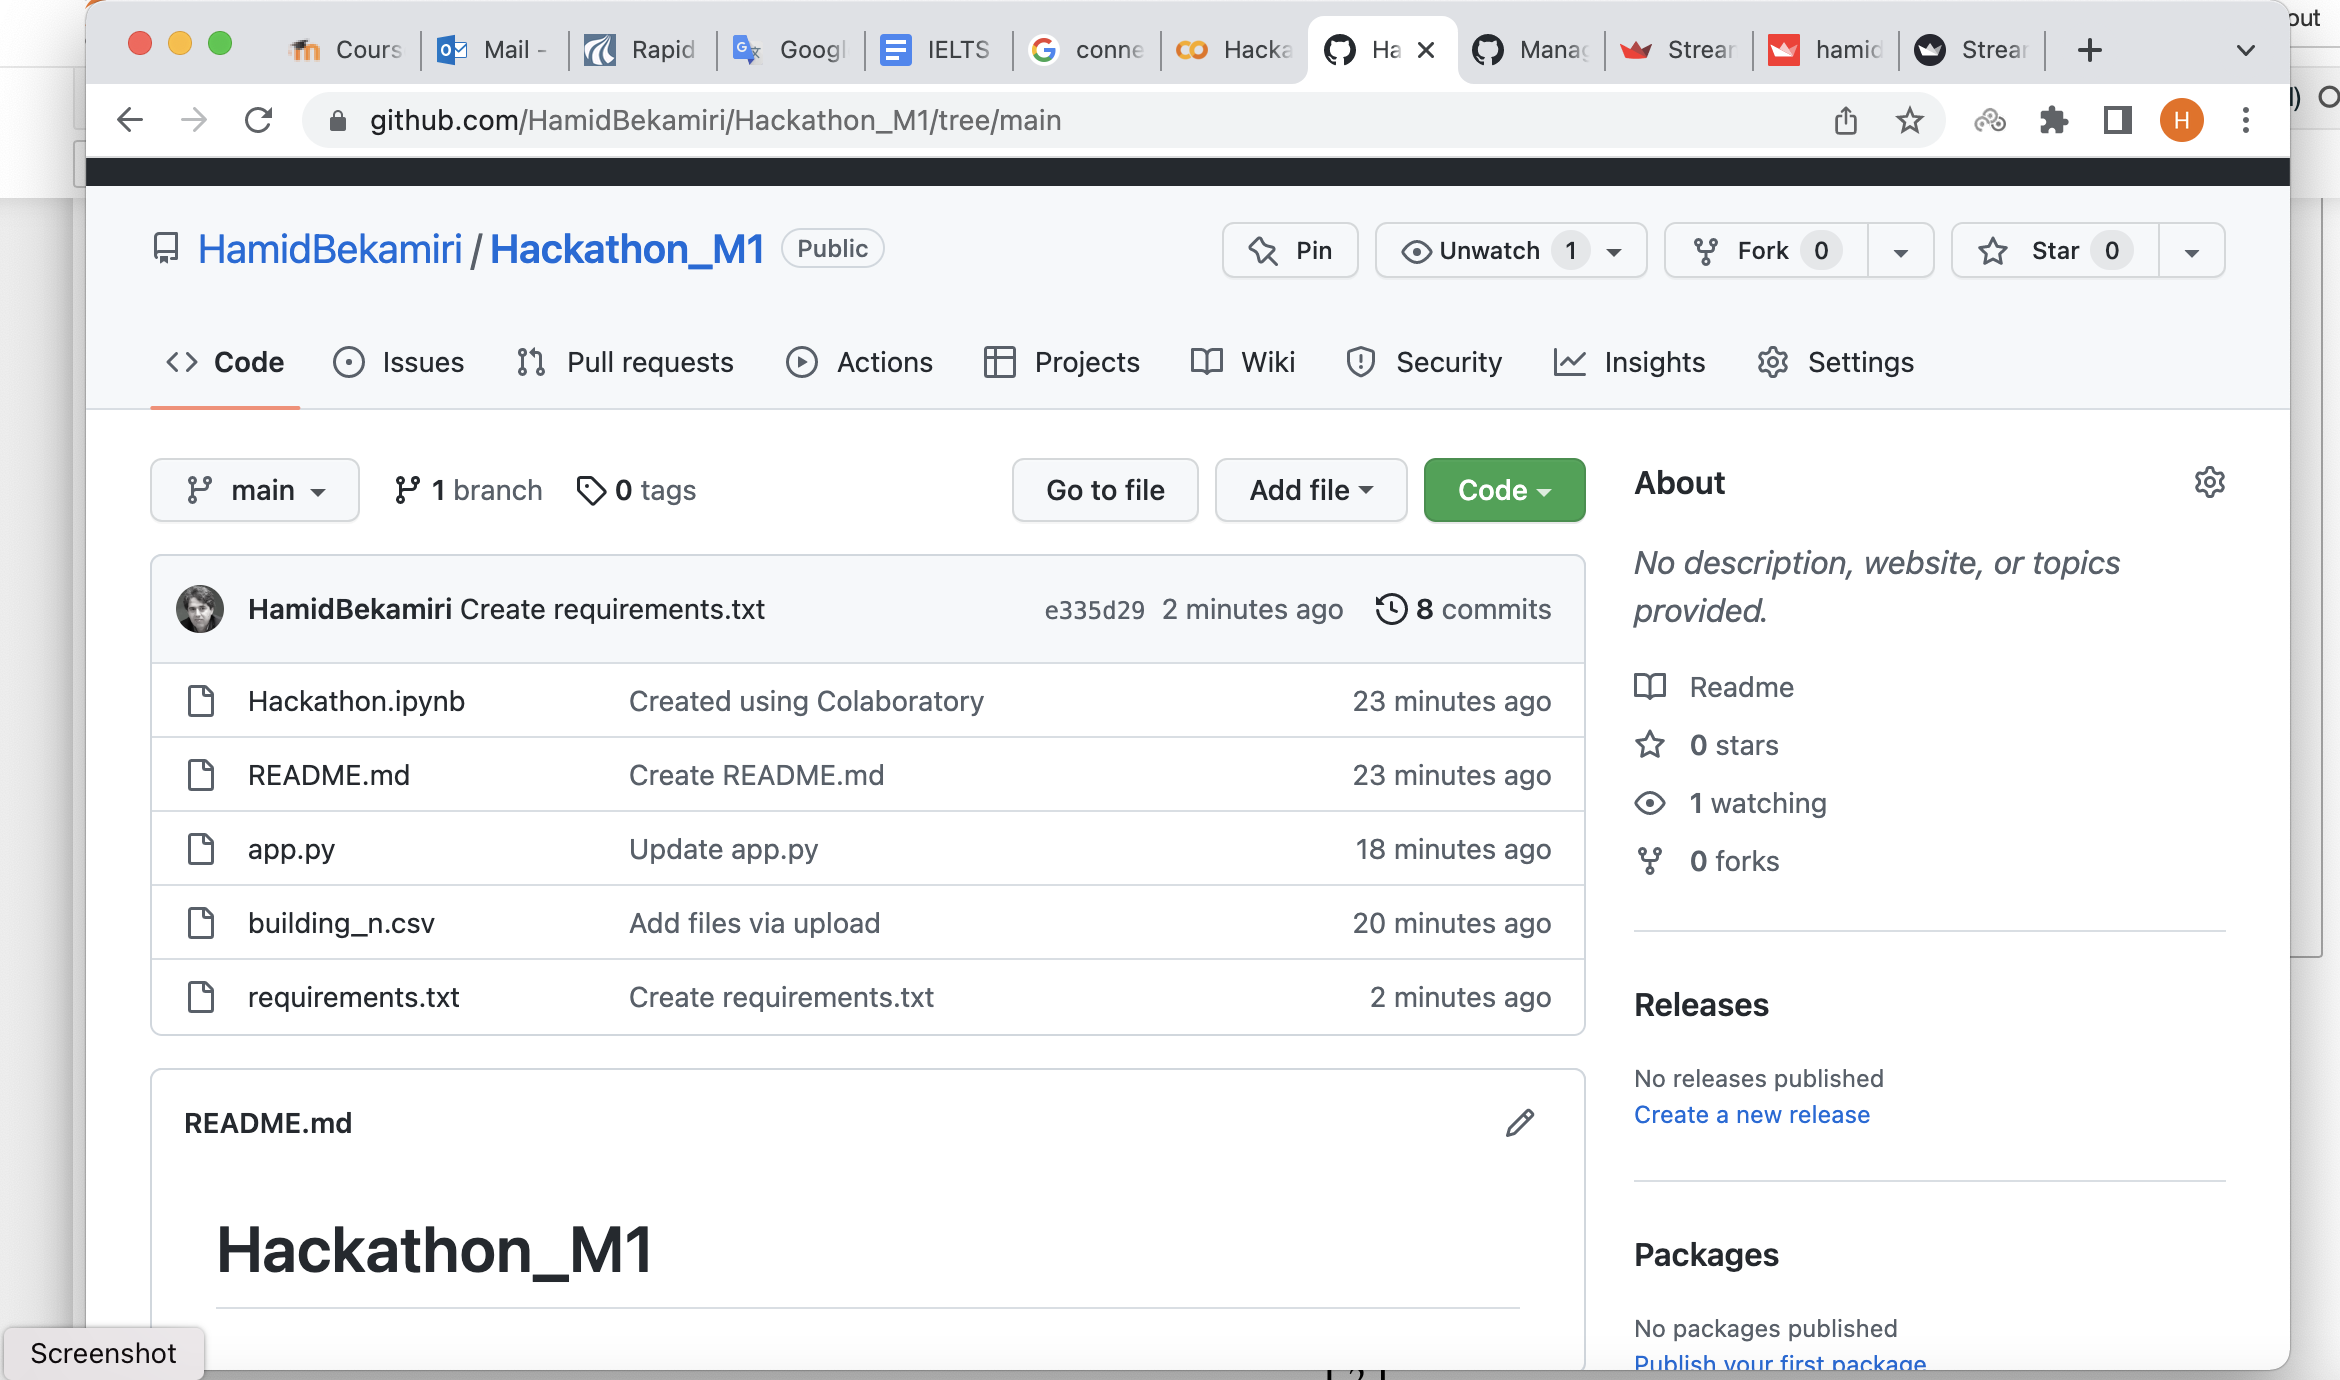 Cours
Mail -
Rapid
Googl
IELTS
conne
Hacka
Ha
Manag
Stream
hamid
Stream
out
github.com/HamidBekamiri/Hackathon_M1/tree/main
H
HamidBekamiri / Hackathon_M1 Public
Pin
Unwatch 1
Fork 0
Star 0
Code
Issues
Pull requests
Actions
Projects
Wiki
Security
Insights
Settings
main
1 branch
0 tags
Go to file
Add file
Code
HamidBekamiri Create requirements.txt e335d29 2 minutes ago 8 commits
Hackathon.ipynb Created using Colaboratory 23 minutes ago
README.md Create README.md 23 minutes ago
app.py Update app.py 18 minutes ago
building_n.csv Add files via upload 20 minutes ago
requirements.txt Create requirements.txt 2 minutes ago
README.md
Hackathon_M1
About
No description, website, or topics
provided.
Readme
0 stars
1 watching
0 forks
Releases
No releases published
Create a new release
Packages
No packages published
Publish your first package
Screenshot